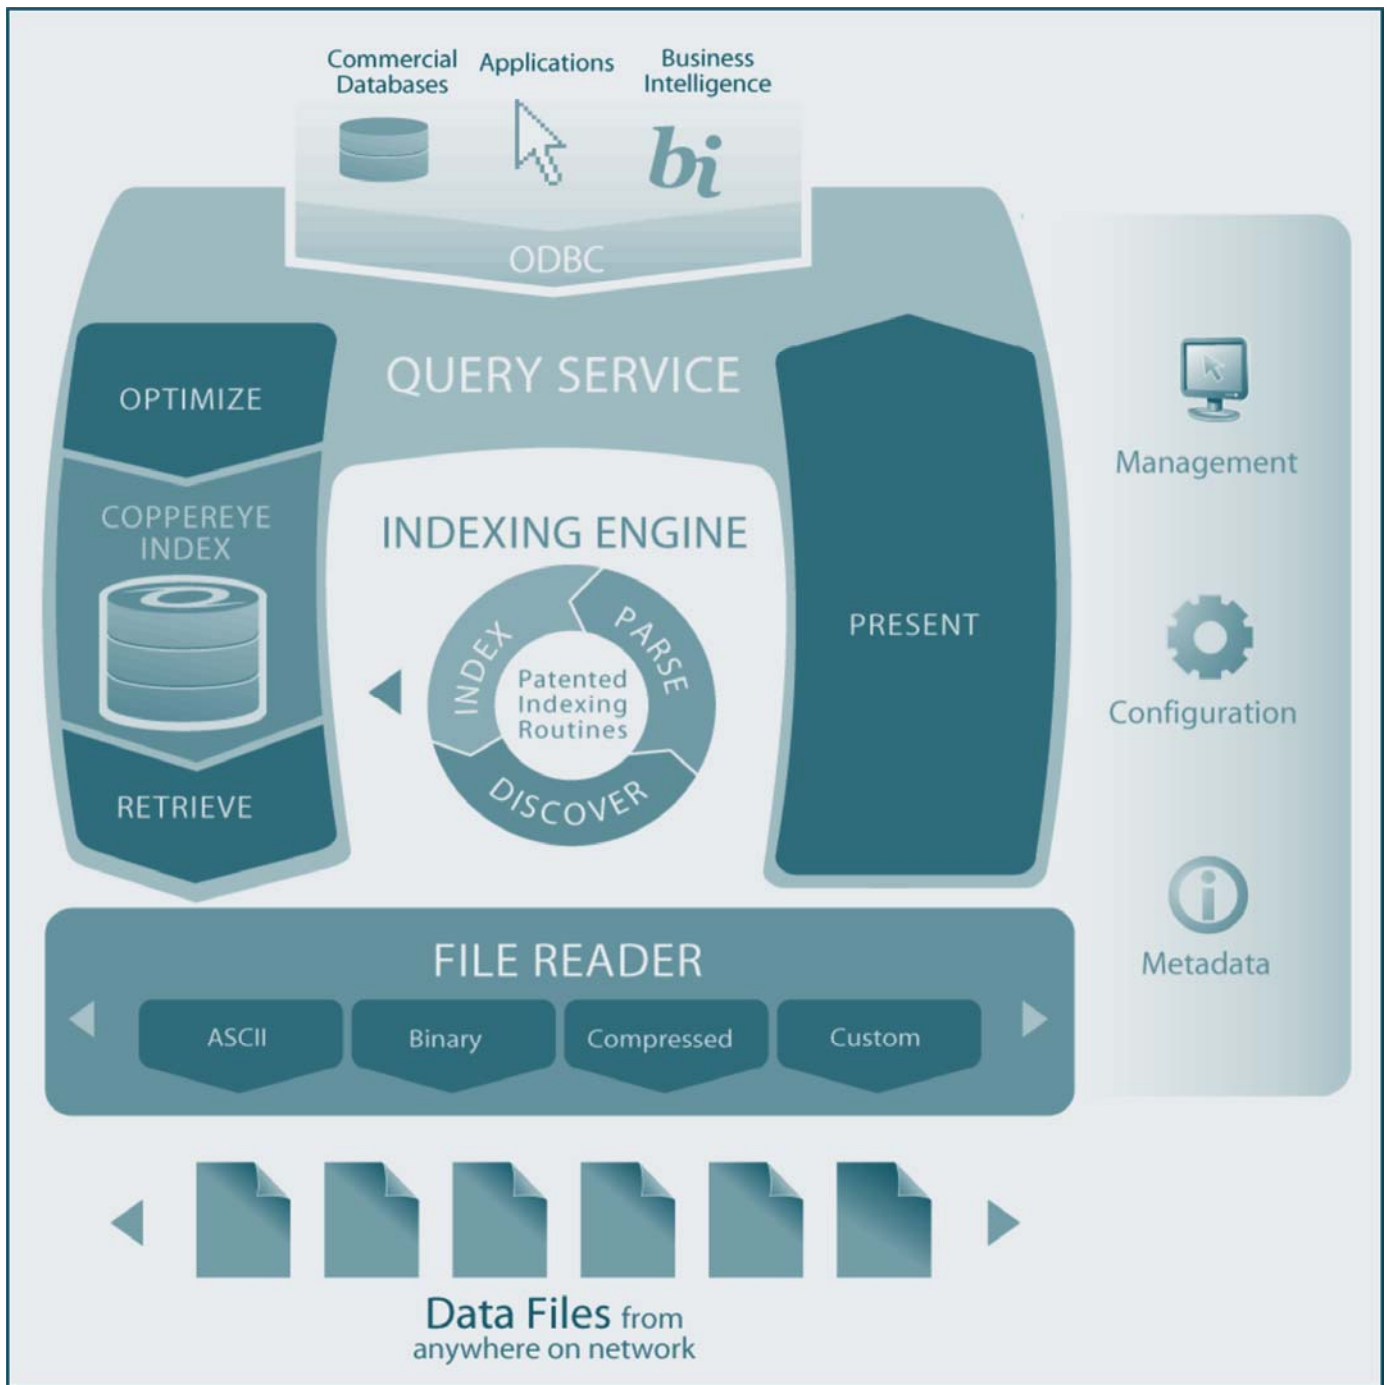 Commercial
Databases
Applications
Business
Intelligence
bi
ODBC
QUERY SERVICE
OPTIMIZE
COPPEREYE
INDEX
RETRIEVE
INDEXING ENGINE
INDEX
PARSE
DISCOVER
Patented
Indexing
Routines
PRESENT
Management
Configuration
Metadata
FILE READER
ASCII
Binary
Compressed
Custom
Data Files from
anywhere on network